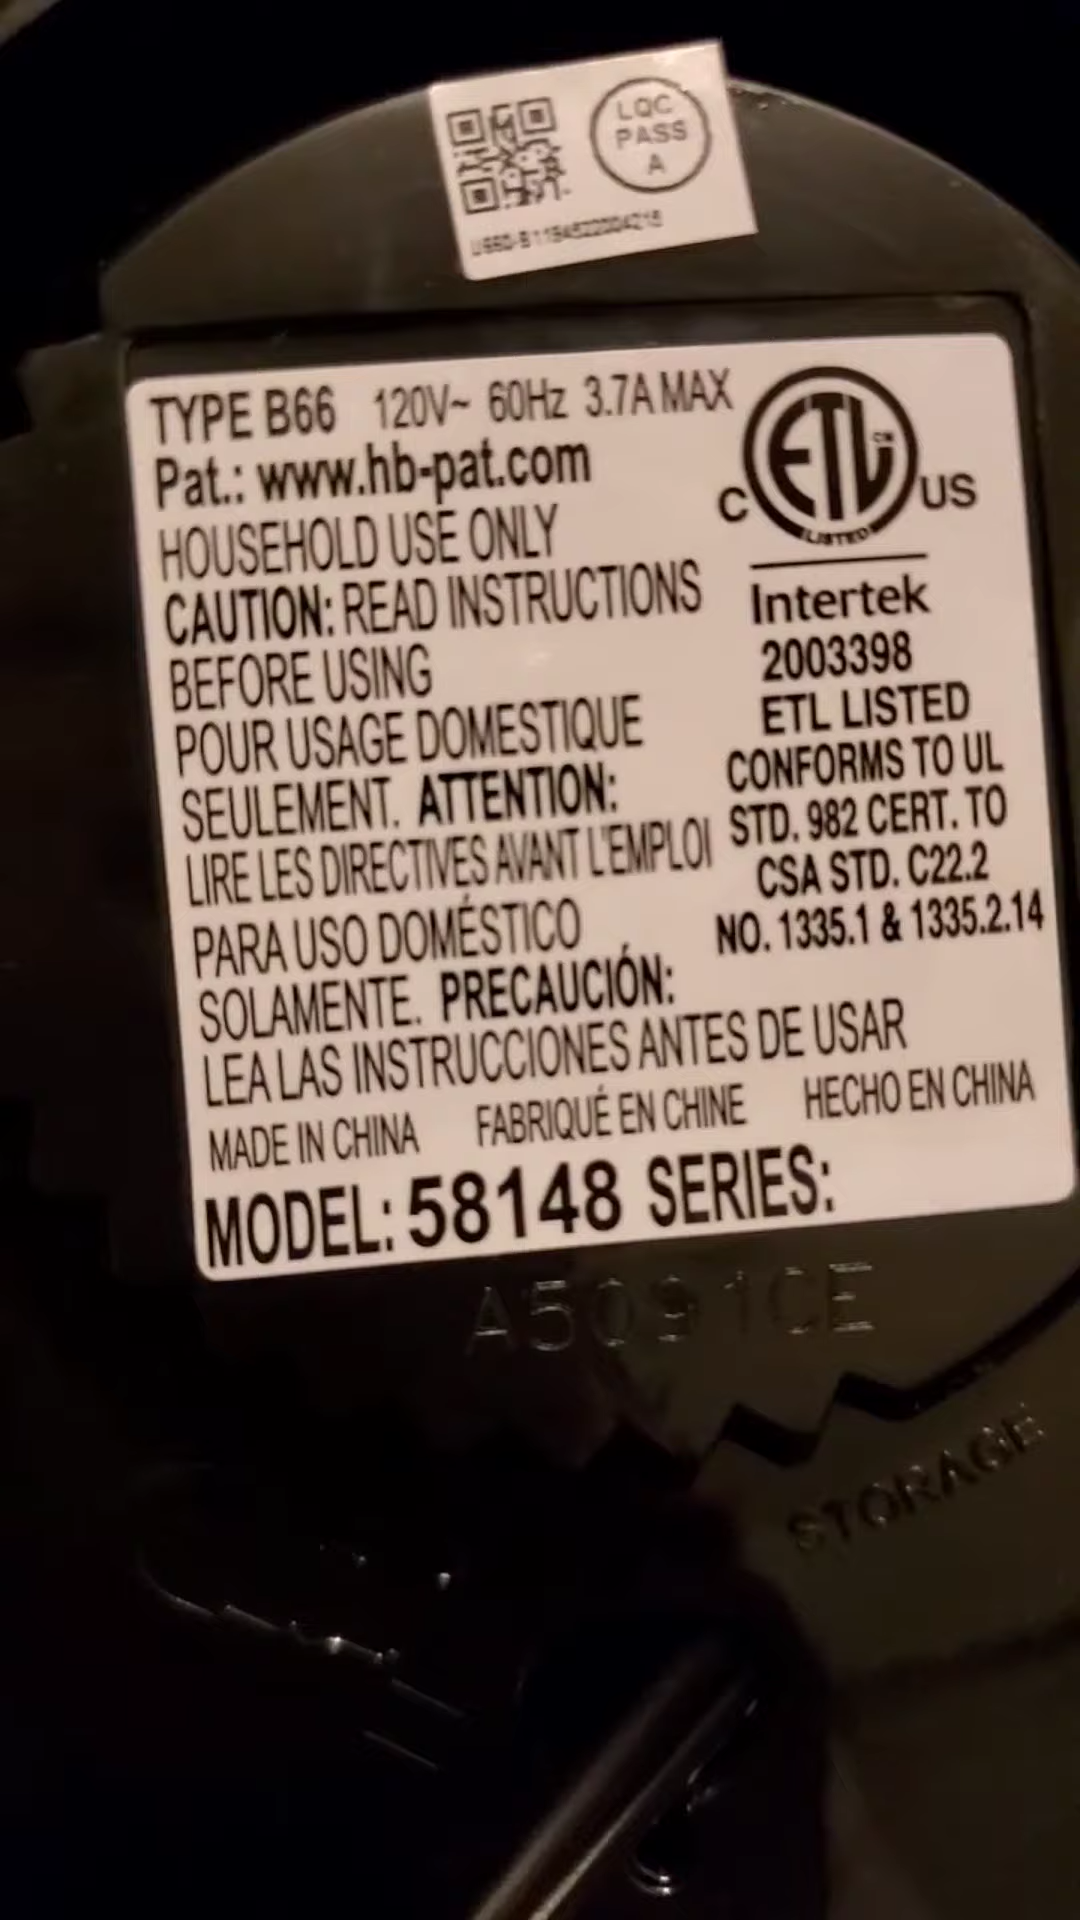 LQC
PASS
A
TYPE B66 120V~ 60Hz 3.7A MAX
Pat.: www.hb-pat.com
HOUSEHOLD USE ONLY
CAUTION: READ INSTRUCTIONS
BEFORE USING
POUR USAGE DOMESTIQUE
SEULEMENT. ATTENTION:
LIRE LES DIRECTIVES AVANT L'EMPLOI
PARA USO DOMÉSTICO
SOLAMENTE. PRECAUCIÓN:
LEA LAS INSTRUCCIONES ANTES DE USAR
MADE IN CHINA FABRIQUÉ EN CHINE HECHO EN CHINA
MODEL: 58148 SERIES:
C ETL CM US
LISTED
Intertek
2003398
ETL LISTED
CONFORMS TO UL
STD. 982 CERT. TO
CSA STD. C22.2
NO. 1335.1 & 1335.2.14
A5091CE
STORAGE